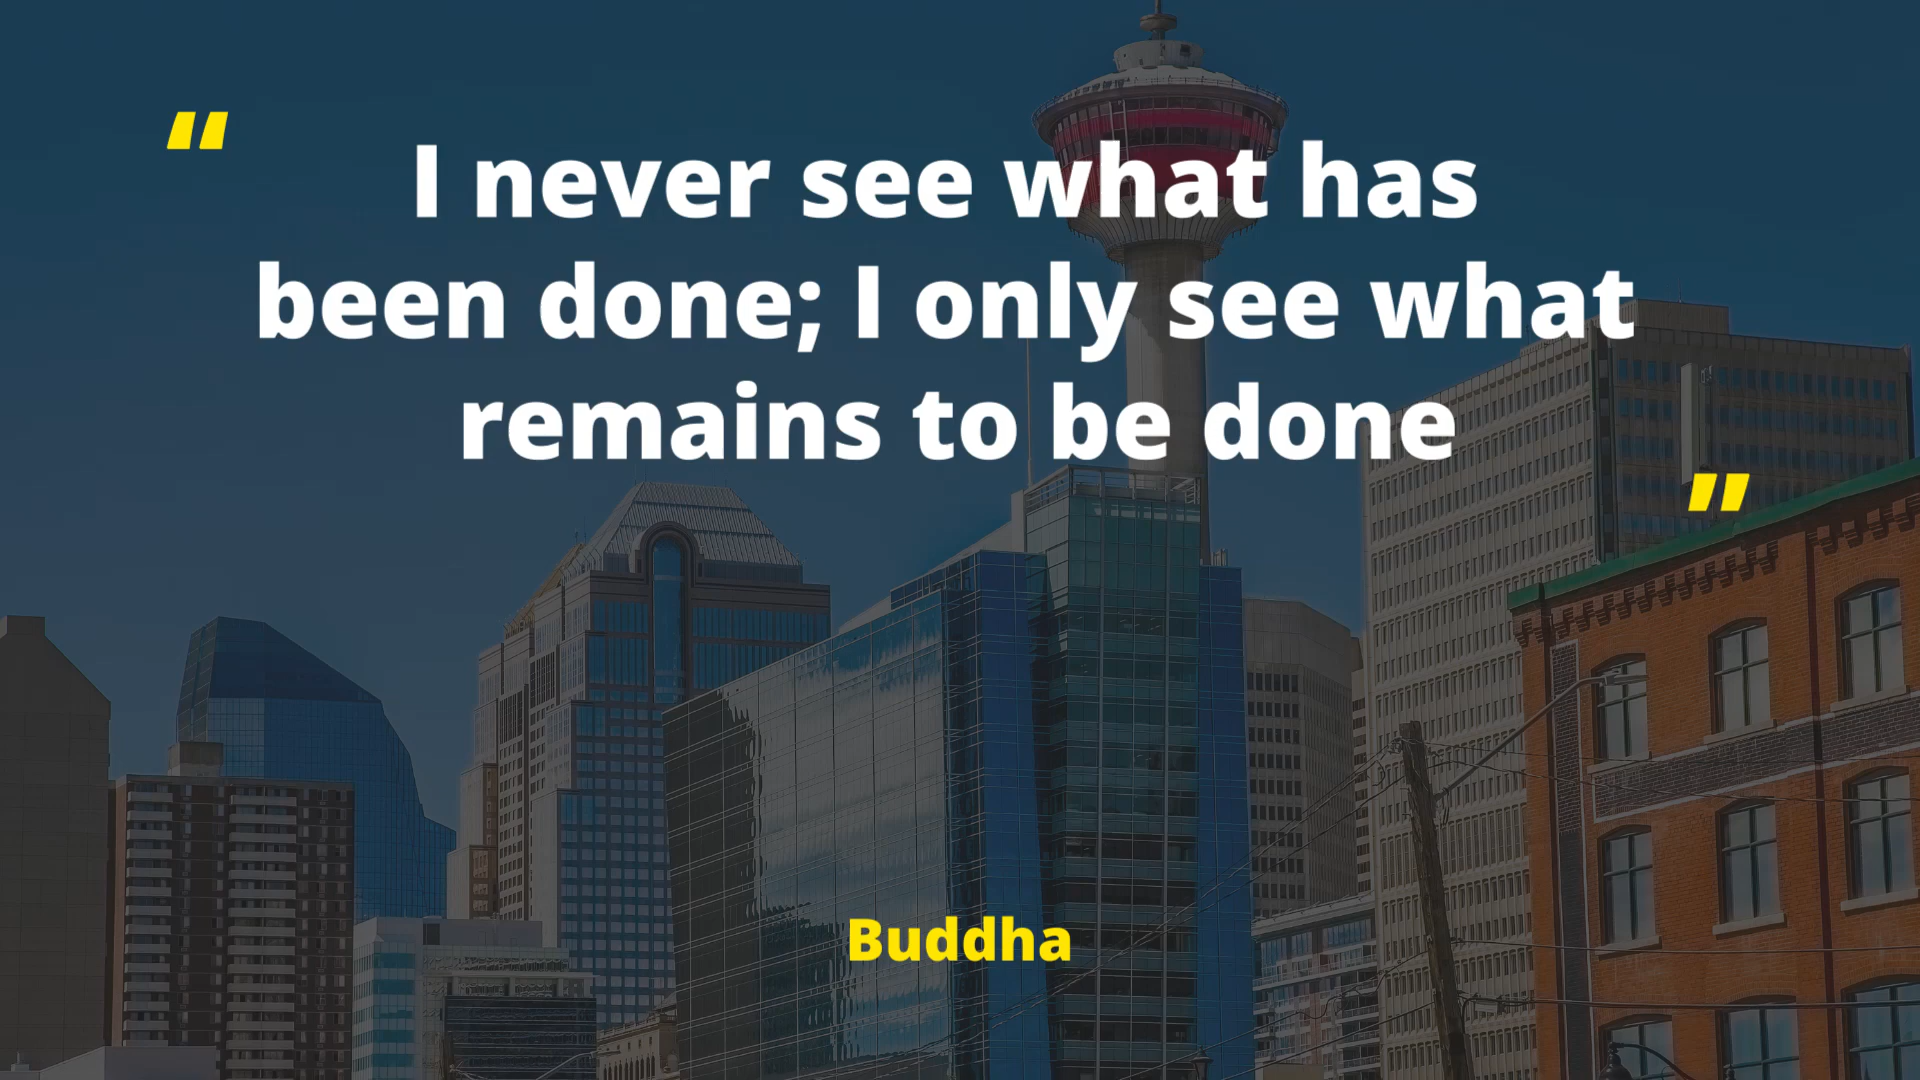 “
I never see what has
been done; I only see what
remains to be done
”
Buddha